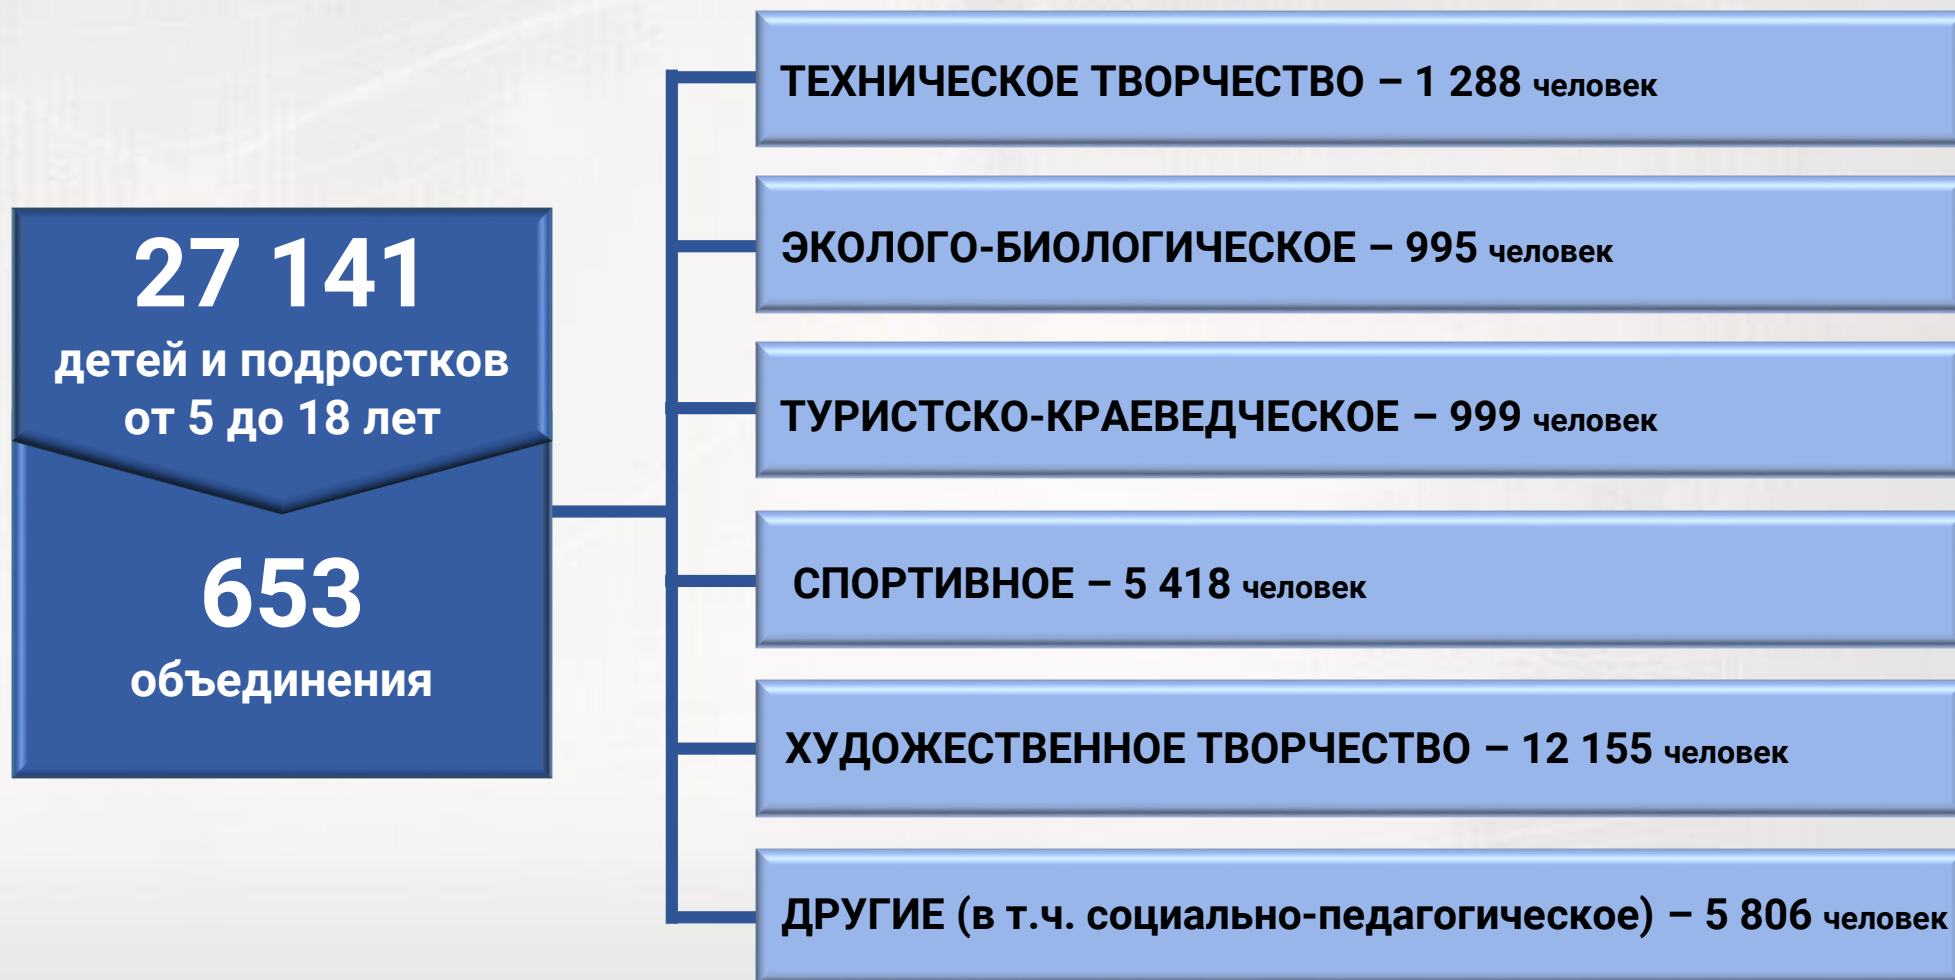 27 141
детей и подростков
от 5 до 18 лет
653
объединения
ТЕХНИЧЕСКОЕ ТВОРЧЕСТВО – 1 288 человек
ЭКОЛОГО-БИОЛОГИЧЕСКОЕ – 995 человек
ТУРИСТСКО-КРАЕВЕДЧЕСКОЕ – 999 человек
СПОРТИВНОЕ – 5 418 человек
ХУДОЖЕСТВЕННОЕ ТВОРЧЕСТВО – 12 155 человек
ДРУГИЕ (в т.ч. социально-педагогическое) – 5 806 человек